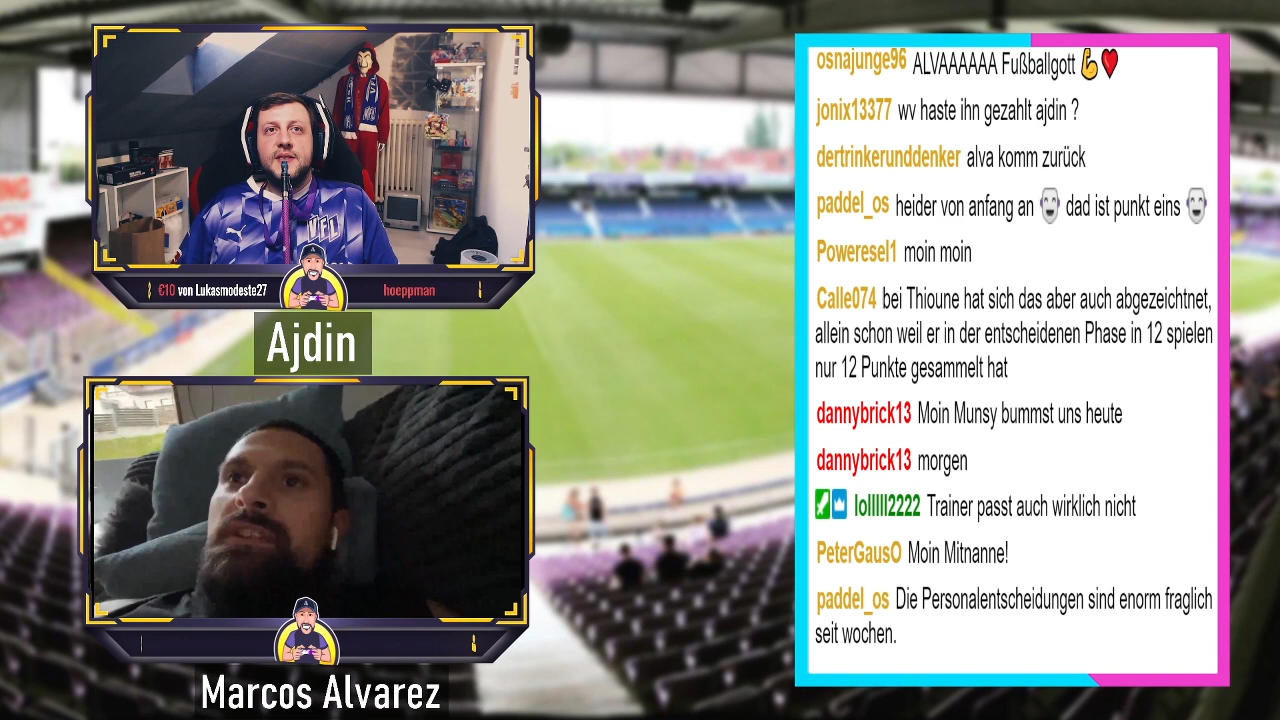 VFL
€10 von Lukasmodeste27
hoeppman
Ajdin
Marcos Alvarez
osnajunge96 ALVAAAAAA Fußballgott 💪♥
jonix13377 wv haste ihn gezahlt ajdin ?
dertrinkerunddenker alva komm zurück
paddel_os heider von anfang an dad ist punkt eins
Poweresel1 moin moin
Calle074 bei Thioune hat sich das aber auch abgezeichnet,
allein schon weil er in der entscheidenen Phase in 12 spielen
nur 12 Punkte gesammelt hat
dannybrick13 Moin Munsy bummst uns heute
dannybrick13 morgen
lolllll2222 Trainer passt auch wirklich nicht
PeterGausO Moin Mitnanne!
paddel_os Die Personalentscheidungen sind enorm fraglich
seit wochen.